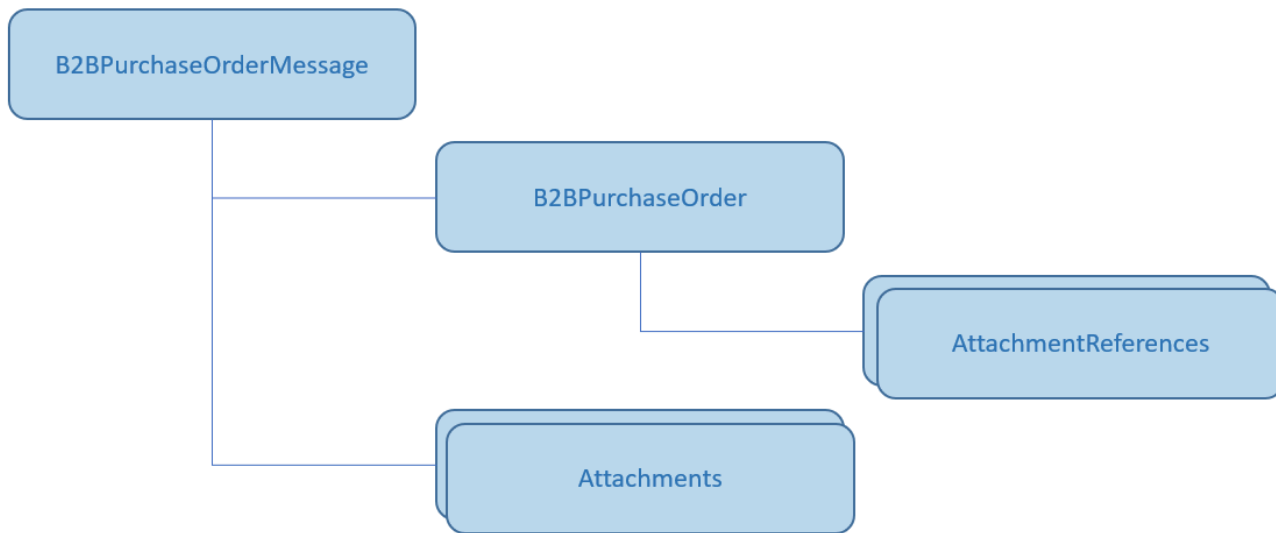 B2BPurchaseOrderMessage
B2BPurchaseOrder
AttachmentReferences
Attachments